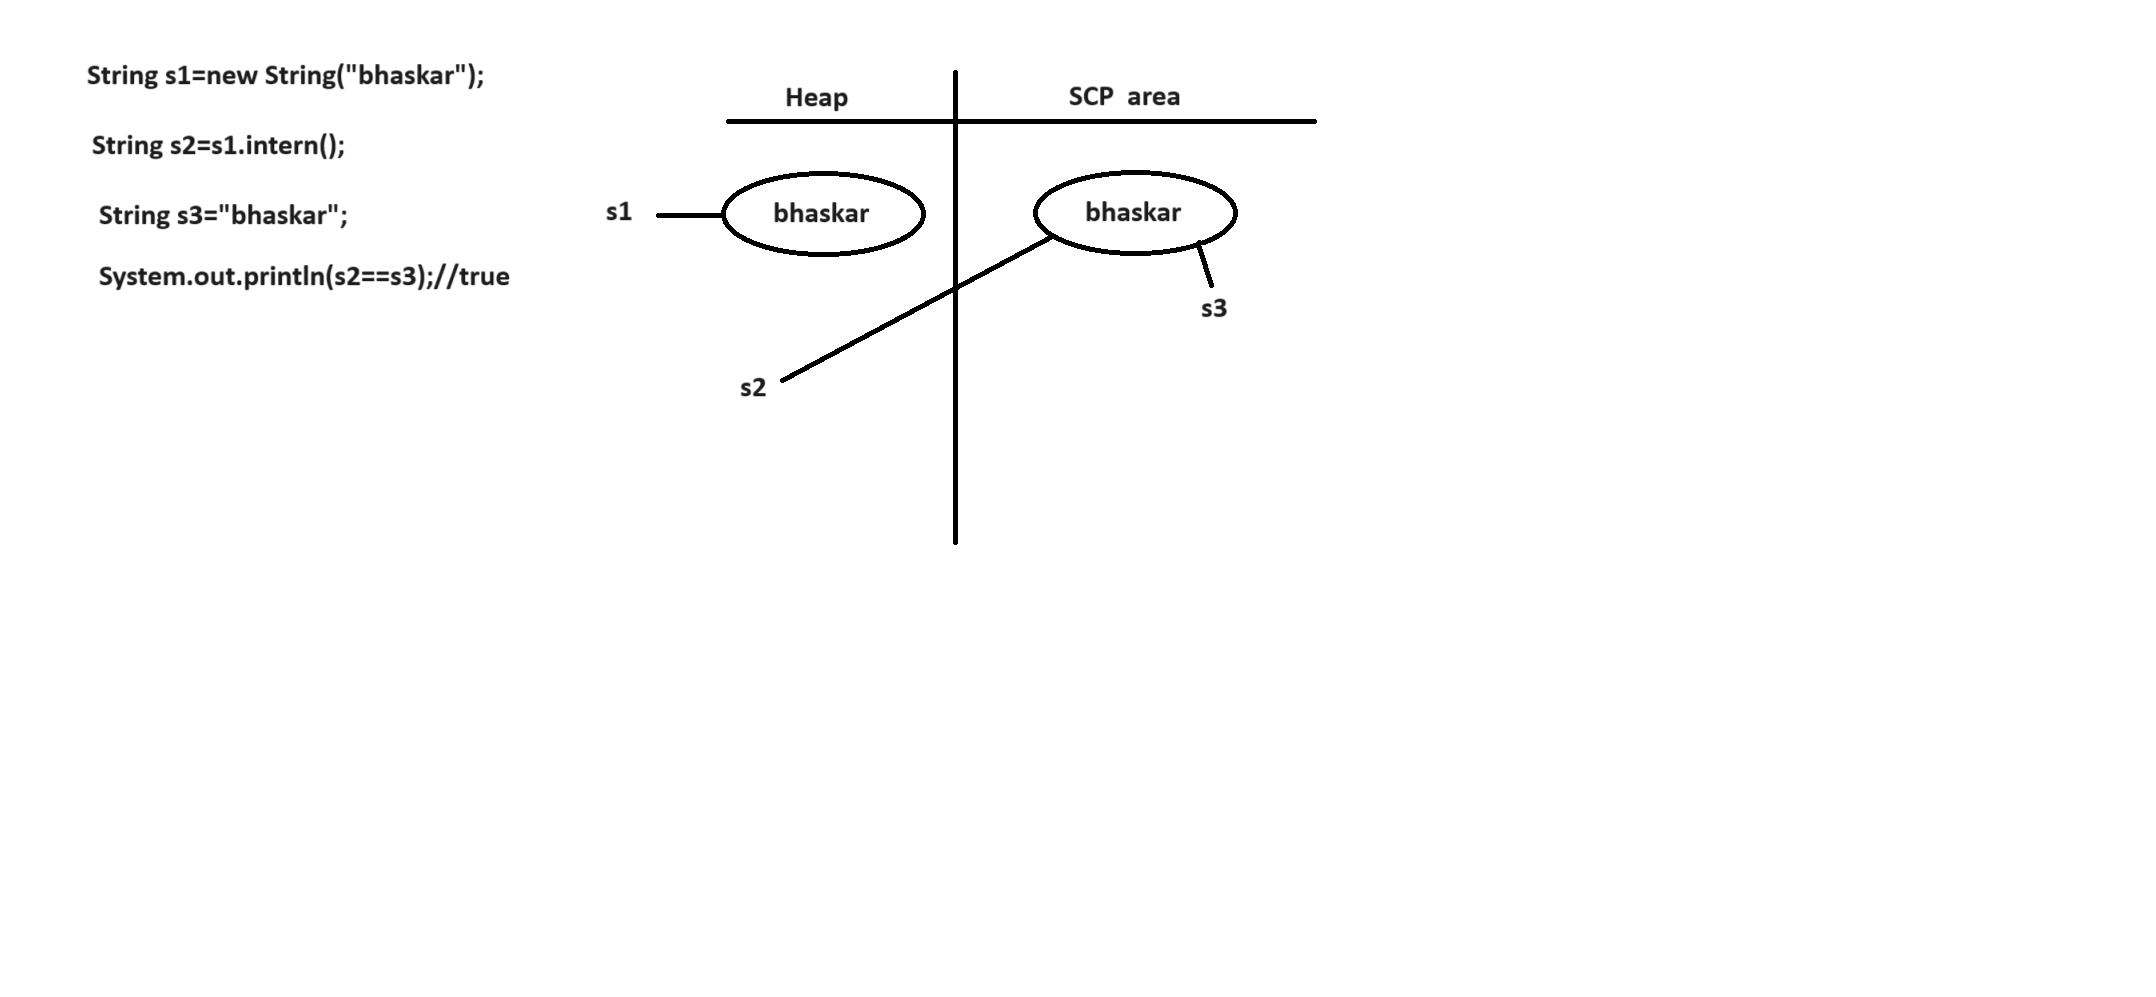 String s1=new String("bhaskar");
String s2=s1.intern();
String s3="bhaskar";
System.out.println(s2==s3);//true
Heap
SCP area
s1
bhaskar
bhaskar
s3
s2